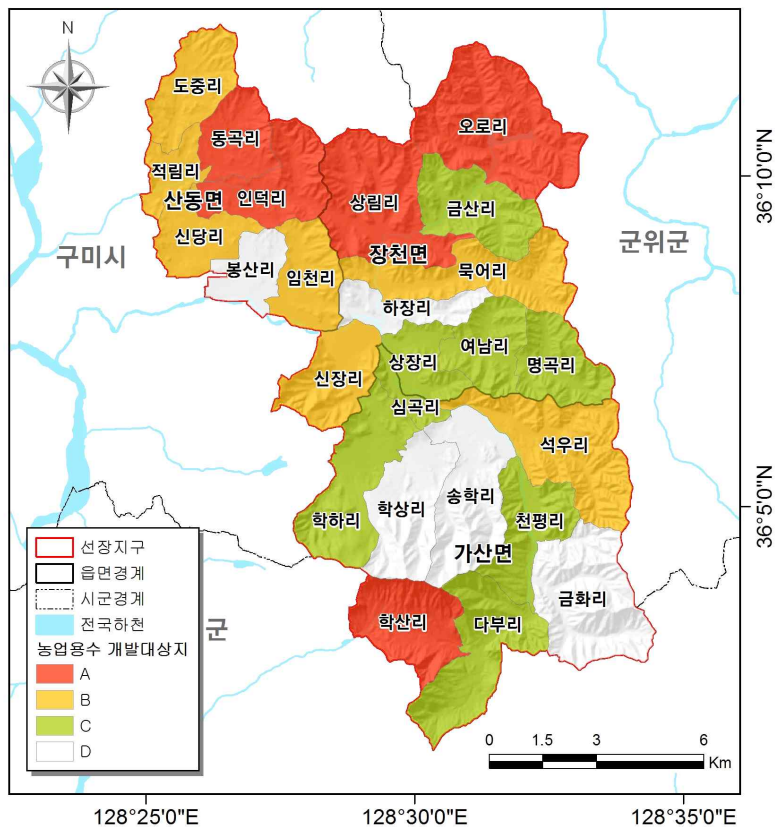 N
도중리
동곡리
오로리
적림리
산동면
인덕리
상림리
금산리
신당리
구미시
봉산리
임천리
장천면
묵어리
군위군
하장리
신장리
상장리
여남리
명곡리
심곡리
석우리
학하리
학상리
송학리
천평리
가산면
금화리
학산리
다부리
군
선장지구
읍면경계
시군경계
전국하천
농업용수 개발대상지
A
B
C
D
0 1.5 3 6
Km
36°10'0"N
36°5'0"N
128°25'0"E 128°30'0"E 128°35'0"E